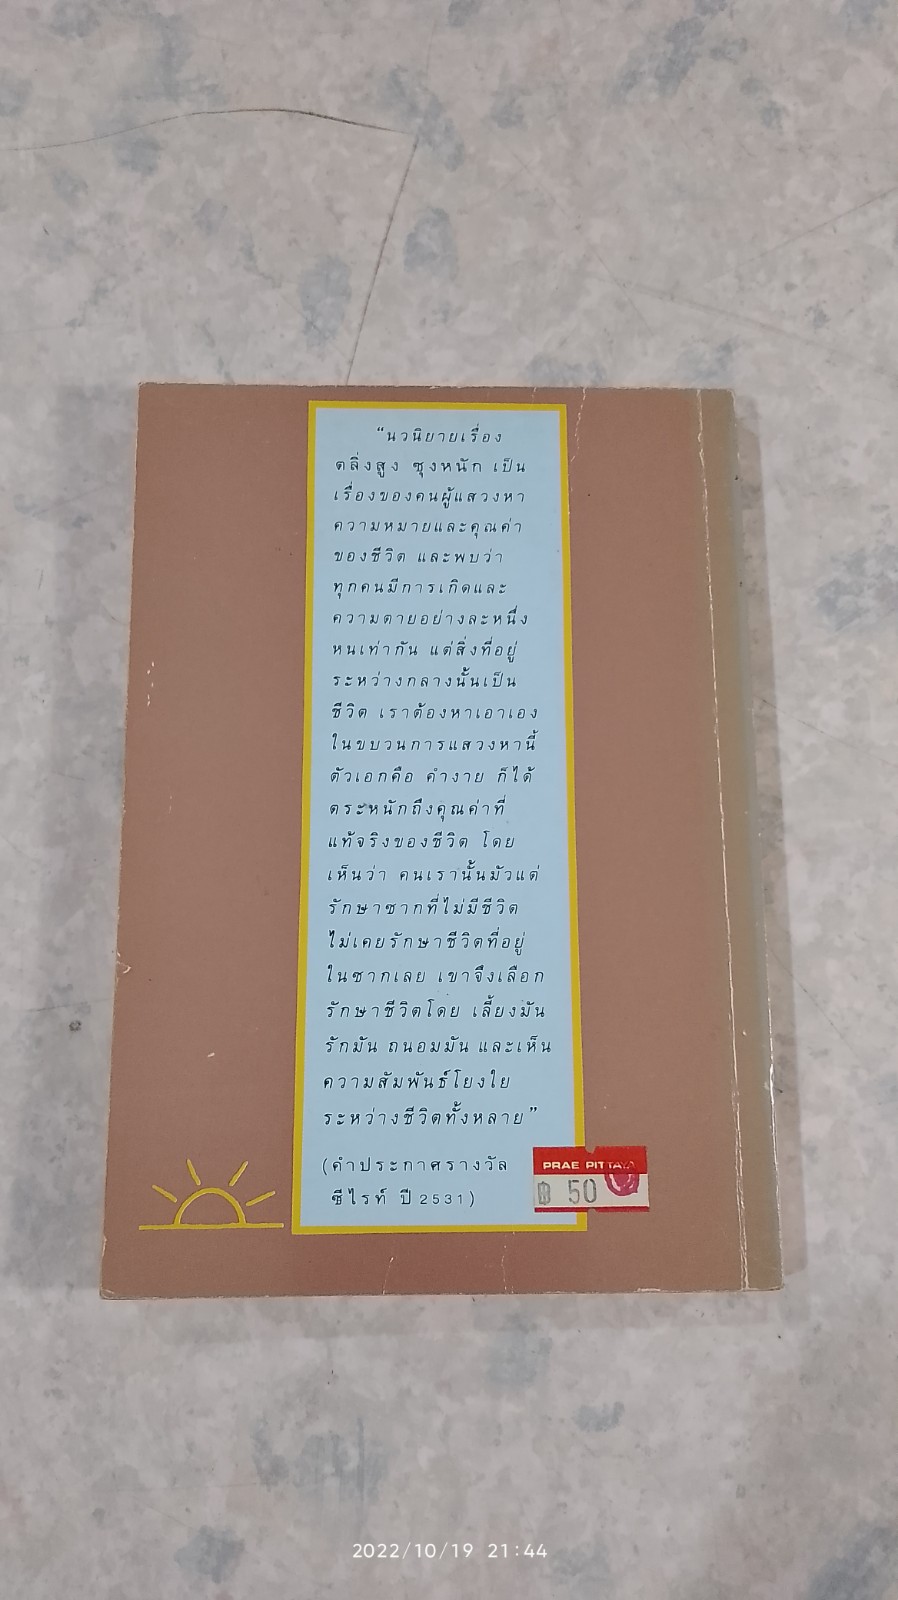 “นวนิยายเรื่อง
ตลิ่งสูง ซุงหนัก เป็น
เรื่องของคนผู้แสวงหา
ความหมายและคุณค่า
ของชีวิต และพบว่า
ทุกคนมีการเกิดและ
ความตายอย่างละหนึ่ง
หนเท่ากัน แต่สิ่งที่อยู่
ระหว่างกลางนั้นเป็น
ชีวิต เราต้องหาเอาเอง
ในขบวนการแสวงหานี้
ตัวเอกคือ คำงาย ก็ได้
ตระหนักถึงคุณค่าที่
แท้จริงของชีวิต โดย
เห็นว่า คนเรานั้นมัวแต่
รักษาซากที่ไม่มีชีวิต
ไม่เคยรักษาชีวิตที่อยู่
ในซากเลย เขาจึงเลือก
รักษาชีวิตโดย เลี้ยงมัน
รักมัน ถนอมมัน และเห็น
ความสัมพันธ์โยงใย
ระหว่างชีวิตทั้งหลาย”
(คำประกาศรางวัล
ซีไรท์ ปี 2531)
PRAE PITTAYA
฿ 50
2022/10/19 21:44